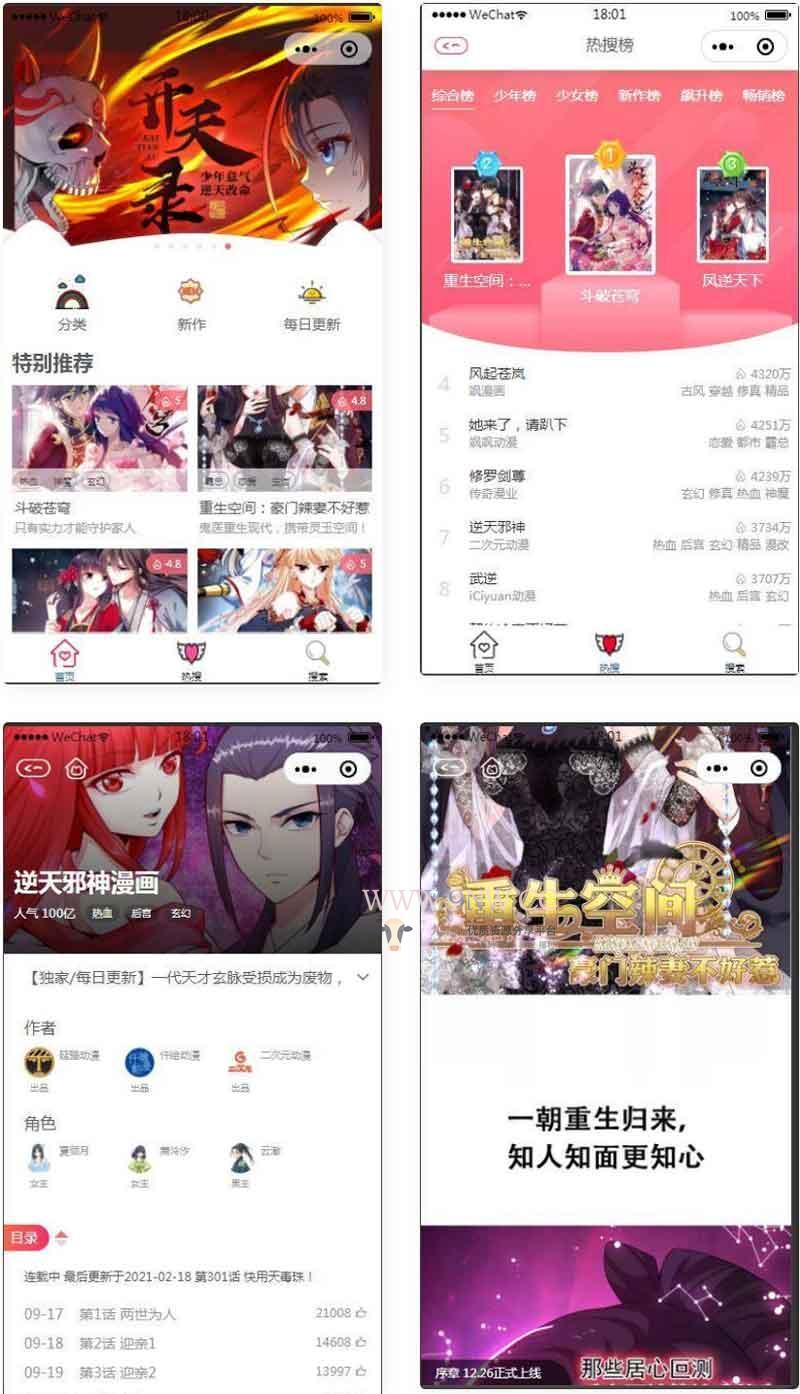 ●●●●● WeChat 18:00 100%
开天录
KAI TIAN LU
少年意气
逆天改命
分类 新作 每日更新
特别推荐
5 4.8
热血 神魔 玄幻 霸总 恋爱 生活
斗破苍穹 重生空间：豪门辣妻不好惹
只有实力才能守护家人 鬼医重生现代，携带灵玉空间！
4.8 5
首页 热搜 搜索
●●●●● WeChat 18:01 100%
热搜榜
综合榜 少年榜 少女榜 新作榜 飙升榜 畅销榜
2 1 3
重生空间：... 斗破苍穹 凤逆天下
4 风起苍岚 4320万
飒漫画 古风 穿越 修真 精品
5 她来了，请趴下 4251万
飒飒动漫 恋爱 都市 霸总
6 修罗剑尊 4239万
传奇漫业 玄幻 修真 热血 神魔
7 逆天邪神 3734万
二次元动漫 热血 后宫 玄幻 精品 漫改
8 武逆 3707万
iCiyuan动漫 热血 后宫 玄幻
首页 热搜 搜索
●●●●● WeChat 18:01 100%
逆天邪神漫画
人气 100亿 热血 后宫 玄幻
【独家/每日更新】一代天才玄脉受损成为废物，
作者
仟绘动漫 二次元动漫
出品 出品 出品
角色
夏倾月 萧泠汐 云澈
女主 女主 男主
目录
连载中 最后更新于2021-02-18 第301话 快用天毒珠！
09-17 第1话 两世为人 21008
09-18 第2话 迎亲1 14608
09-19 第3话 迎亲2 13997
●●●●● WeChat 18:01 100%
重生空间
豪门辣妻不好惹
优质资源分享平台
一朝重生归来，
知人知面更知心
那些居心叵测
序章 12.26正式上线